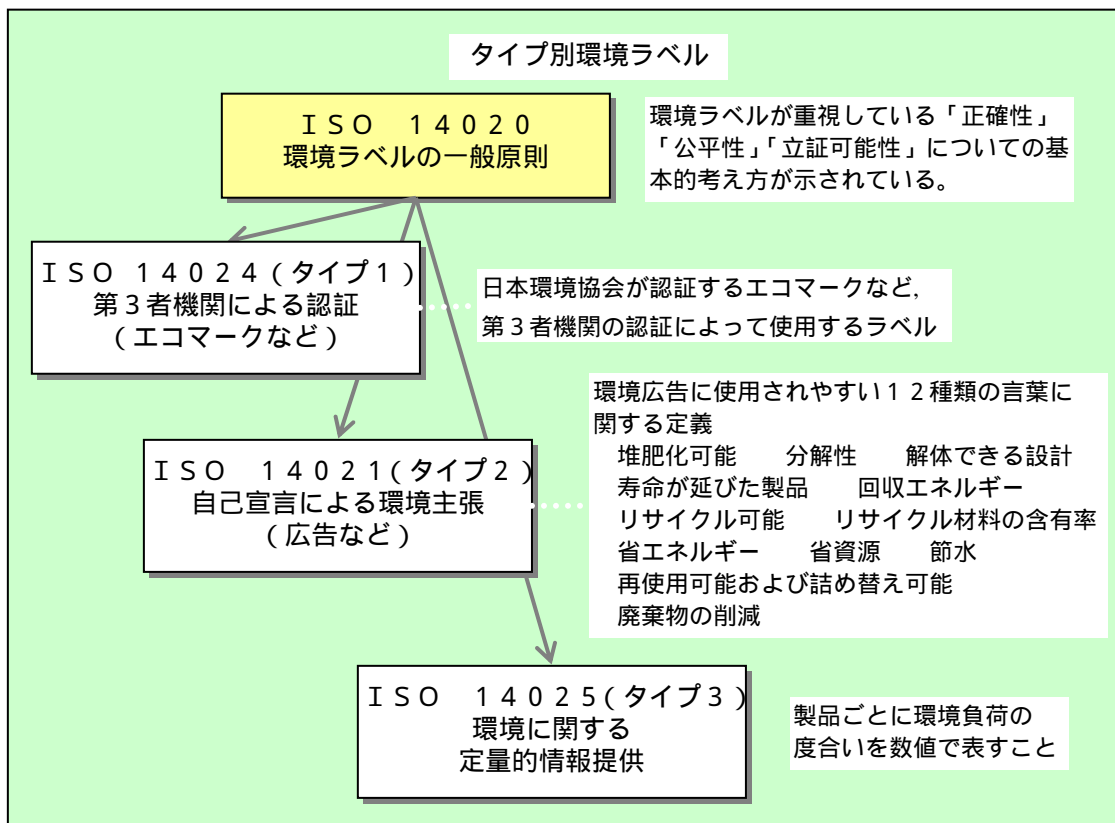 タイプ別環境ラベル
ＩＳＯ　１４０２０
環境ラベルの一般原則
環境ラベルが重視している「正確性」
「公平性」「立証可能性」についての基
本的考え方が示されている。
ＩＳＯ １４０２４（タイプ１）
第３者機関による認証
（エコマークなど）
日本環境協会が認証するエコマークなど，
第３者機関の認証によって使用するラベル
ＩＳＯ　１４０２１（タイプ２）
自己宣言による環境主張
（広告など）
環境広告に使用されやすい１２種類の言葉に
関する定義
堆肥化可能　　分解性　　解体できる設計
寿命が延びた製品　　回収エネルギー
リサイクル可能　　リサイクル材料の含有率
省エネルギー　　省資源　　節水
再使用可能および詰め替え可能
廃棄物の削減
ＩＳＯ　１４０２５（タイプ３）
環境に関する
定量的情報提供
製品ごとに環境負荷の
度合いを数値で表すこと